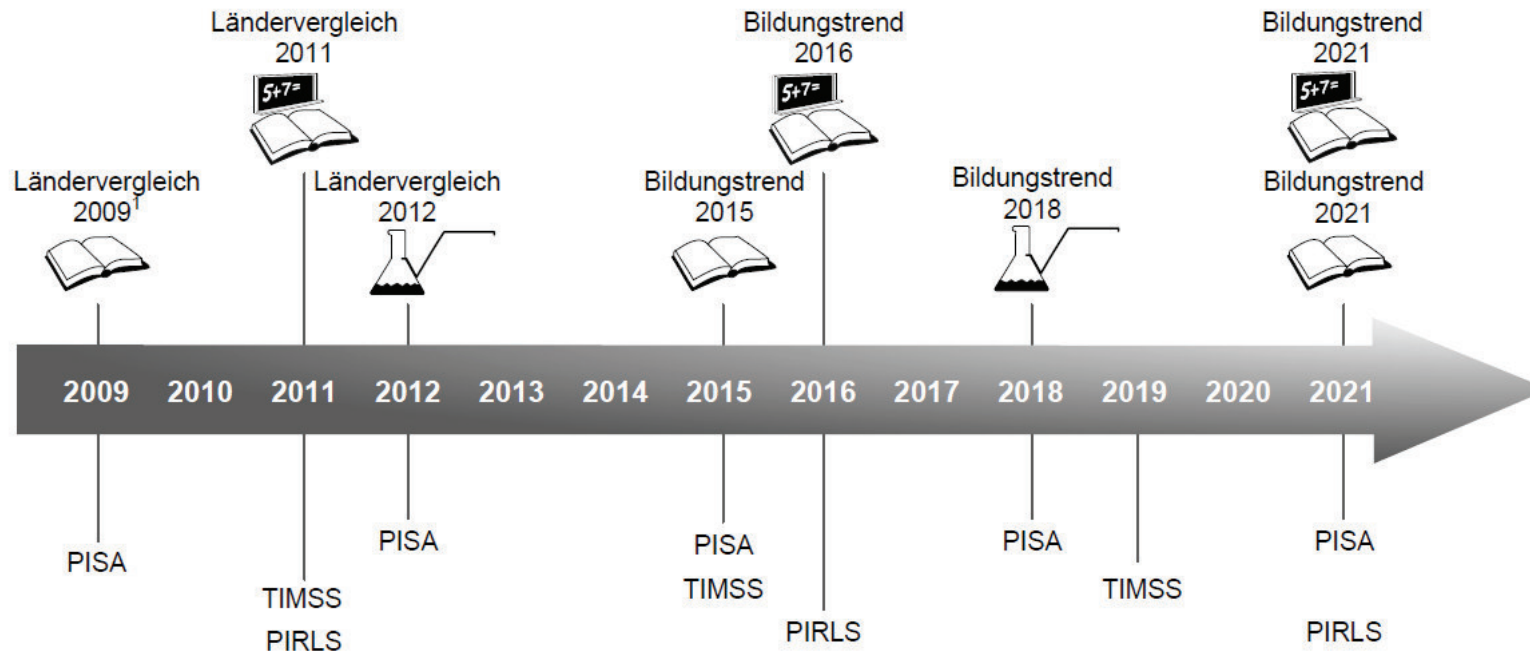 Ländervergleich
2011
Bildungstrend
2016
Bildungstrend
2021
5+7=
5+7=
5+7=
Ländervergleich
2009¹
Ländervergleich
2012
Bildungstrend
2015
Bildungstrend
2018
Bildungstrend
2021
2009 2010 2011 2012 2013 2014 2015 2016 2017 2018 2019 2020 2021
PISA
TIMSS
PIRLS
PISA
PISA
TIMSS
PIRLS
PISA
TIMSS
PISA
PIRLS